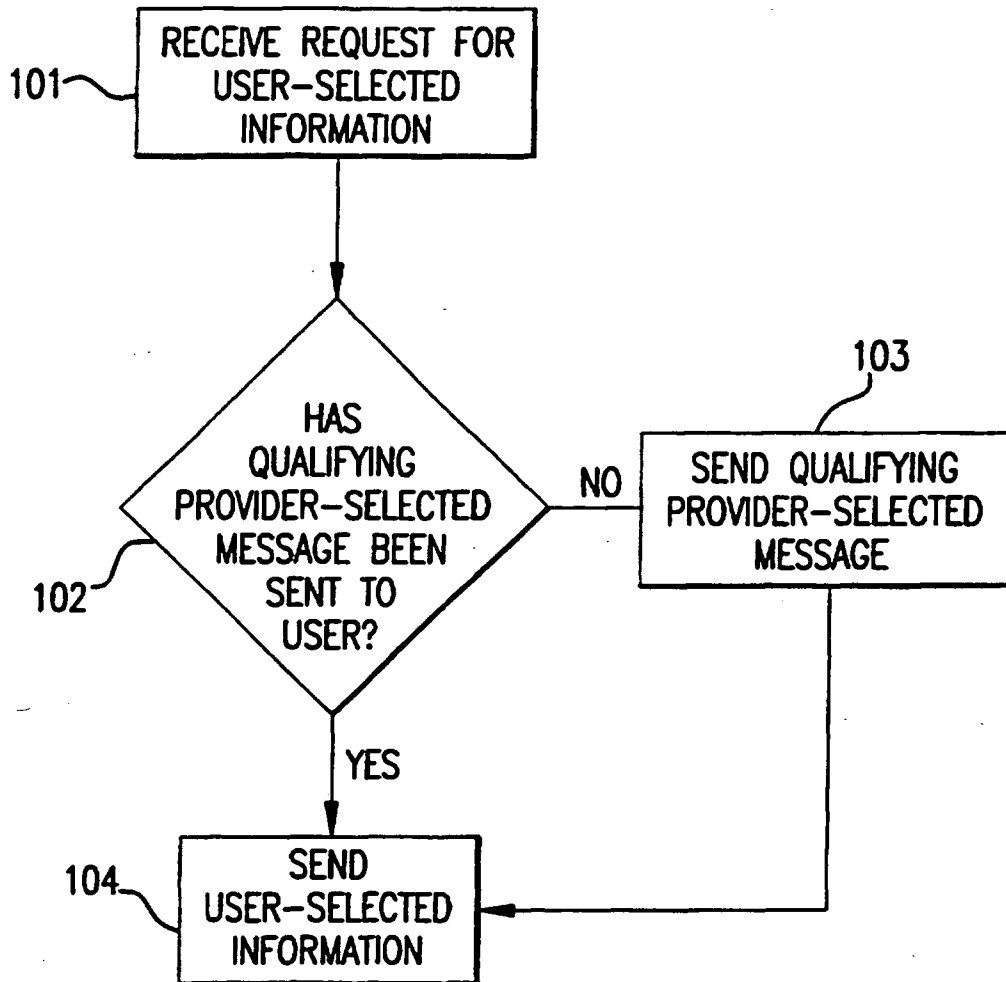 RECEIVE REQUEST FOR
USER-SELECTED
INFORMATION
101
HAS
QUALIFYING
PROVIDER-SELECTED
MESSAGE BEEN
SENT TO
USER?
102
NO
103
SEND QUALIFYING
PROVIDER-SELECTED
MESSAGE
YES
104
SEND
USER-SELECTED
INFORMATION